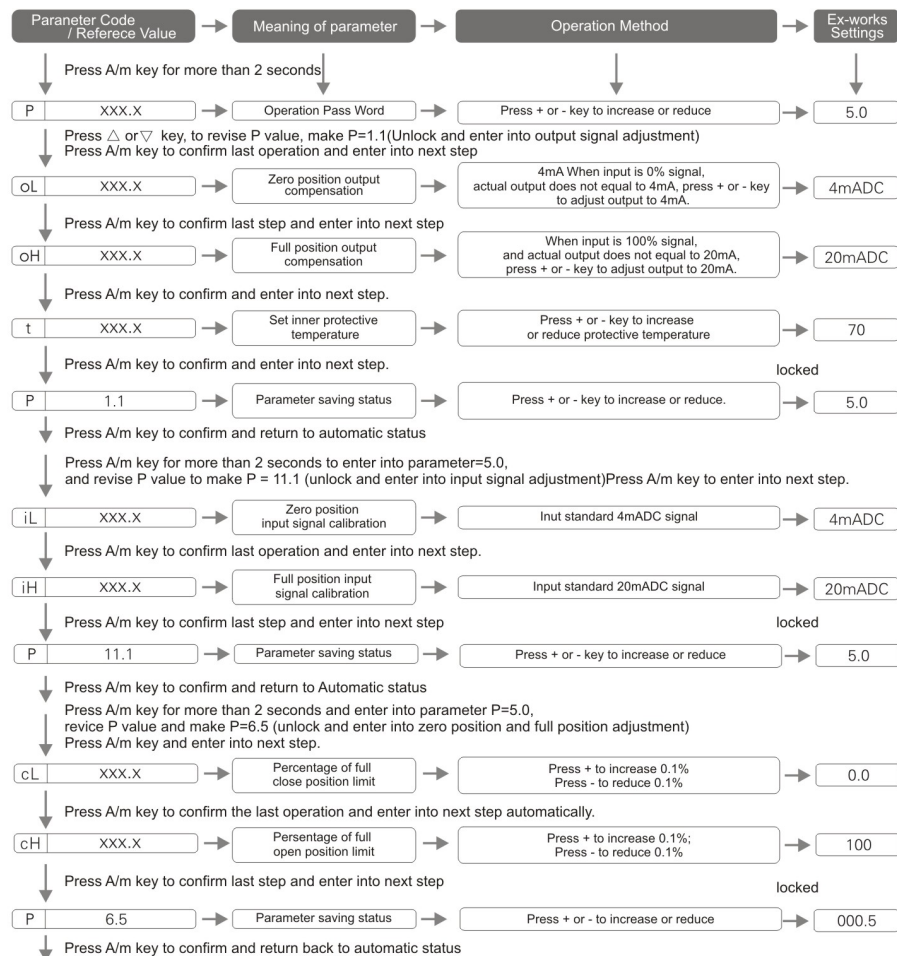 Paraneter Code
/ Referece Value
Meaning of parameter
Operation Method
Ex-works
Settings
Press A/m key for more than 2 seconds
P
XXX.X
Operation Pass Word
Press + or - key to increase or reduce
5.0
Press △ or▽ key, to revise P value, make P=1.1(Unlock and enter into output signal adjustment)
Press A/m key to confirm last operation and enter into next step
oL
XXX.X
Zero position output
compensation
4mA When input is 0% signal,
actual output does not equal to 4mA, press + or - key
to adjust output to 4mA.
4mADC
Press A/m key to confirm last step and enter into next step
oH
XXX.X
Full position output
compensation
When input is 100% signal,
and actual output does not equal to 20mA,
press + or - key to adjust output to 20mA.
20mADC
Press A/m key to confirm and enter into next step.
t
XXX.X
Set inner protective
temperature
Press + or - key to increase
or reduce protective temperature
70
Press A/m key to confirm and enter into next step.
locked
P
1.1
Parameter saving status
Press + or - key to increase or reduce.
5.0
Press A/m key to confirm and return to automatic status
Press A/m key for more than 2 seconds to enter into parameter=5.0,
and revise P value to make P = 11.1 (unlock and enter into input signal adjustment)Press A/m key to enter into next step.
iL
XXX.X
Zero position
input signal calibration
Inut standard 4mADC signal
4mADC
Press A/m key to confirm last operation and enter into next step.
iH
XXX.X
Full position input
signal calibration
Input standard 20mADC signal
20mADC
Press A/m key to confirm last step and enter into next step
locked
P
11.1
Parameter saving status
Press + or - key to increase or reduce
5.0
Press A/m key to confirm and return to Automatic status
Press A/m key for more than 2 seconds and enter into parameter P=5.0,
revice P value and make P=6.5 (unlock and enter into zero position and full position adjustment)
Press A/m key and enter into next step.
cL
XXX.X
Percentage of full
close position limit
Press + to increase 0.1%
Press - to reduce 0.1%
0.0
Press A/m key to confirm the last operation and enter into next step automatically.
cH
XXX.X
Persentage of full
open position limit
Press + to increase 0.1%;
Press - to reduce 0.1%
100
Press A/m key to confirm last step and enter into next step
locked
P
6.5
Parameter saving status
Press + or - to increase or reduce
000.5
Press A/m key to confirm and return back to automatic status